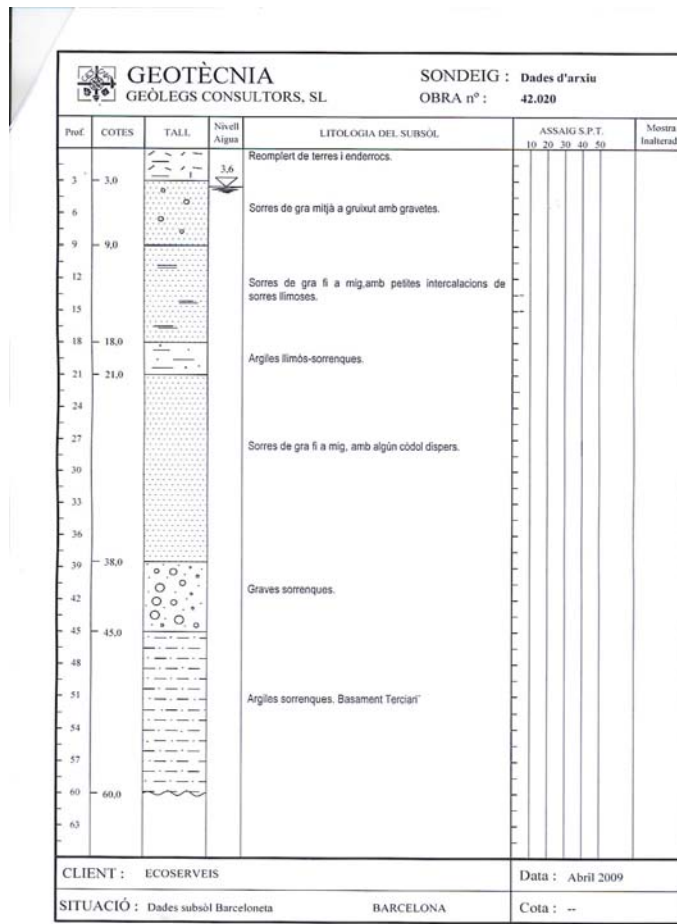 GEOTÈCNIA
GEÒLEGS CONSULTORS, SL
SONDEIG : Dades d'arxiu
OBRA nº : 42.020
Prof. COTES TALL Nivell Aigua LITOLOGIA DEL SUBSÒL ASSAIG S.P.T. Mostra Inalterad
10 20 30 40 50
Reomplert de terres i enderrocs.
3,6
3 3,0
6 Sorres de gra mitjà a gruixut amb gravetes.
9 9,0
12 Sorres de gra fi a mig,amb petites intercalacions de
sorres llimoses.
15
18 18,0
Argiles llimós-sorrenques.
21 21,0
24
27 Sorres de gra fi a mig, amb algún còdol dispers.
30
33
36
39 38,0
42 Graves sorrenques.
45 45,0
48
51 Argiles sorrenques. Basament Terciari¨
54
57
60 60,0
63
CLIENT : ECOSERVEIS Data : Abril 2009
SITUACIÓ : Dades subsòl Barceloneta BARCELONA Cota : --